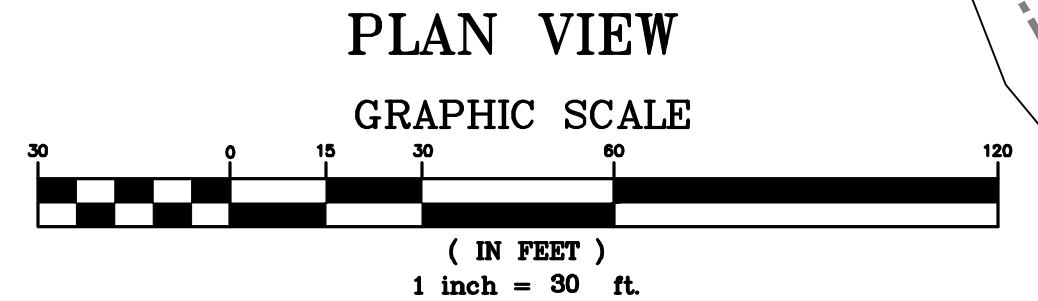 PLAN VIEW
GRAPHIC SCALE
30 0 15 30 60 120
( IN FEET )
1 inch = 30 ft.